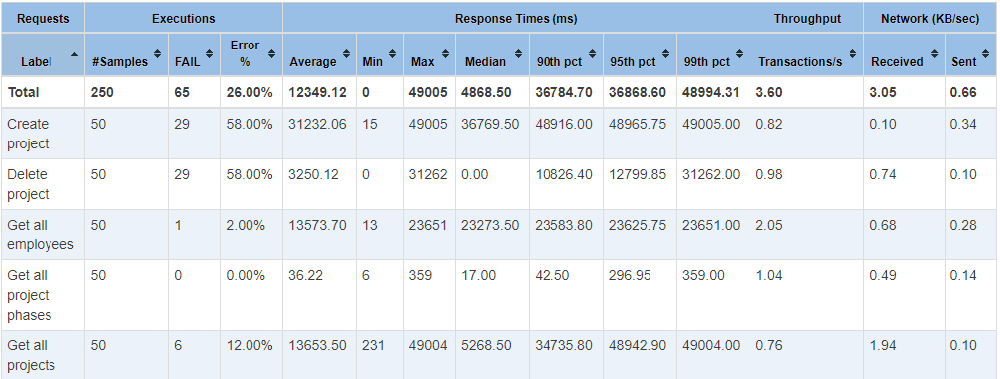 Requests Executions Response Times (ms) Throughput Network (KB/sec)
Label #Samples FAIL Error % Average Min Max Median 90th pct 95th pct 99th pct Transactions/s Received Sent
Total 250 65 26.00% 12349.12 0 49005 4868.50 36784.70 36868.60 48994.31 3.60 3.05 0.66
Create project 50 29 58.00% 31232.06 15 49005 36769.50 48916.00 48965.75 49005.00 0.82 0.10 0.34
Delete project 50 29 58.00% 3250.12 0 31262 0.00 10826.40 12799.85 31262.00 0.98 0.74 0.10
Get all employees 50 1 2.00% 13573.70 13 23651 23273.50 23583.80 23625.75 23651.00 2.05 0.68 0.28
Get all project phases 50 0 0.00% 36.22 6 359 17.00 42.50 296.95 359.00 1.04 0.49 0.14
Get all projects 50 6 12.00% 13653.50 231 49004 5268.50 34735.80 48942.90 49004.00 0.76 1.94 0.10